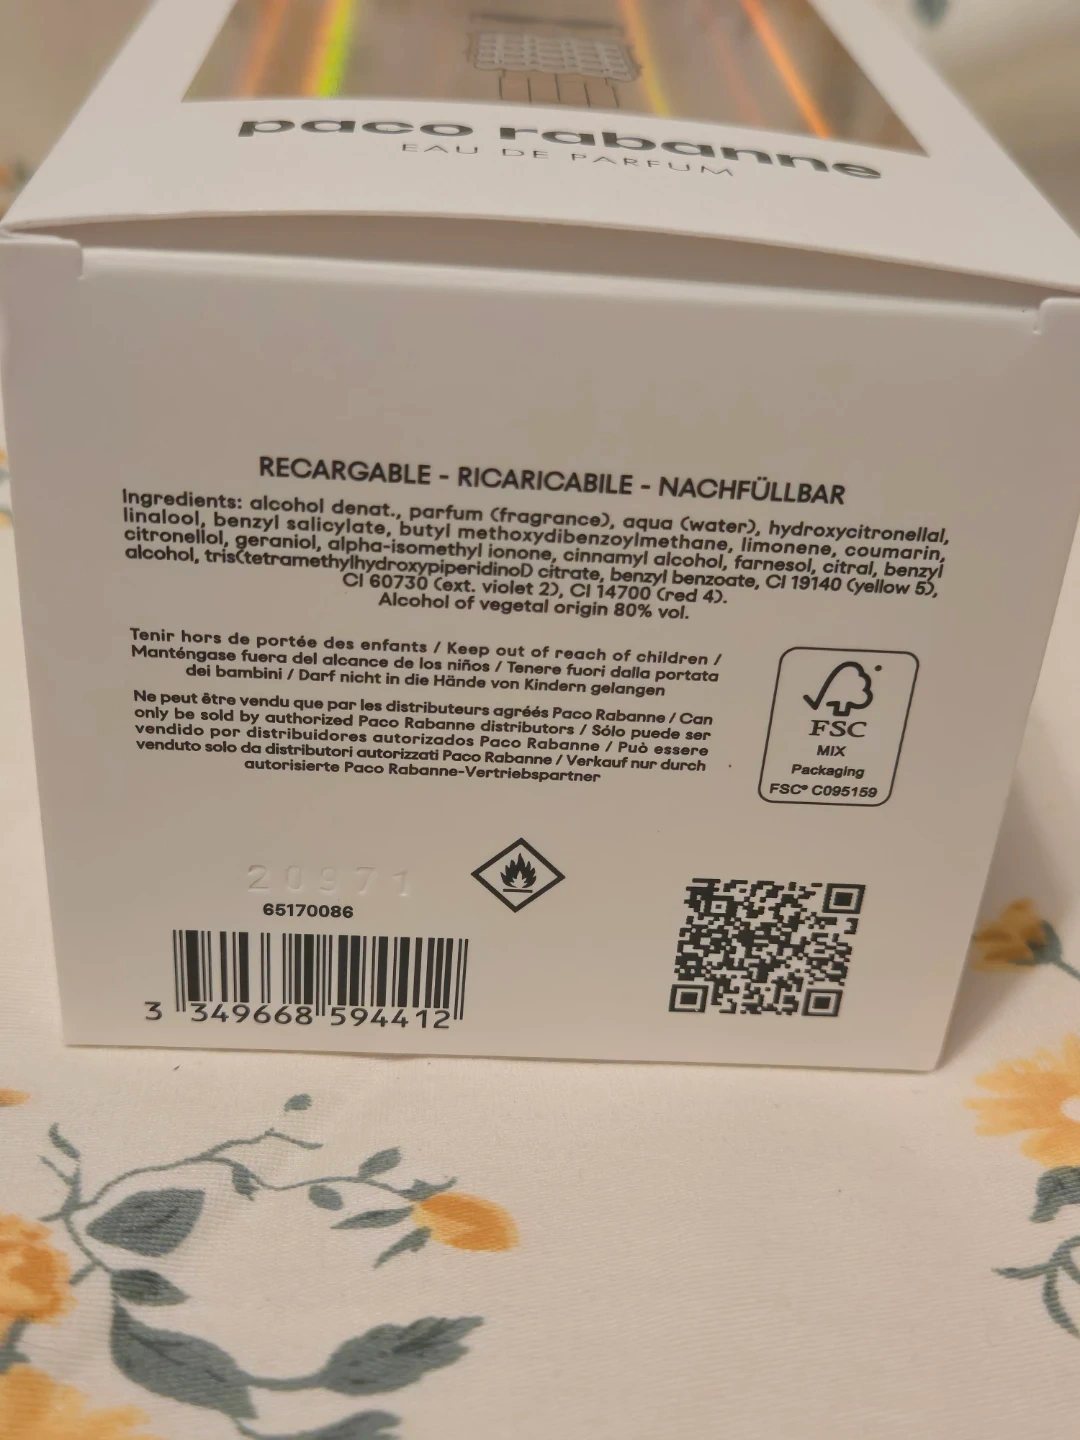 paco rabanne
EAU DE PARFUM
RECARGABLE - RICARICABILE - NACHFÜLLBAR
Ingredients: alcohol denat., parfum (fragrance), aqua (water), hydroxycitronellal,
linalool, benzyl salicylate, butyl methoxydibenzoylmethane, limonene, coumarin,
citronellol, geraniol, alpha-isomethyl ionone, cinnamyl alcohol, farnesol, citral, benzyl
alcohol, tris(tetramethylhydroxypiperidinol) citrate, benzyl benzoate, CI 19140 (yellow 5),
CI 60730 (ext. violet 2), CI 14700 (red 4).
Alcohol of vegetal origin 80% vol.
Tenir hors de portée des enfants / Keep out of reach of children /
Manténgase fuera del alcance de los niños / Tenere fuori dalla portata
dei bambini / Darf nicht in die Hände von Kindern gelangen
Ne peut être vendu que par les distributeurs agréés Paco Rabanne / Can
only be sold by authorized Paco Rabanne distributors / Sólo puede ser
vendido por distribuidores autorizados Paco Rabanne / Può essere
venduto solo da distributori autorizzati Paco Rabanne / Verkauf nur durch
autorisierte Paco Rabanne-Vertriebspartner
FSC
MIX
Packaging
FSC® C095159
20971
65170086
3 349668 594412